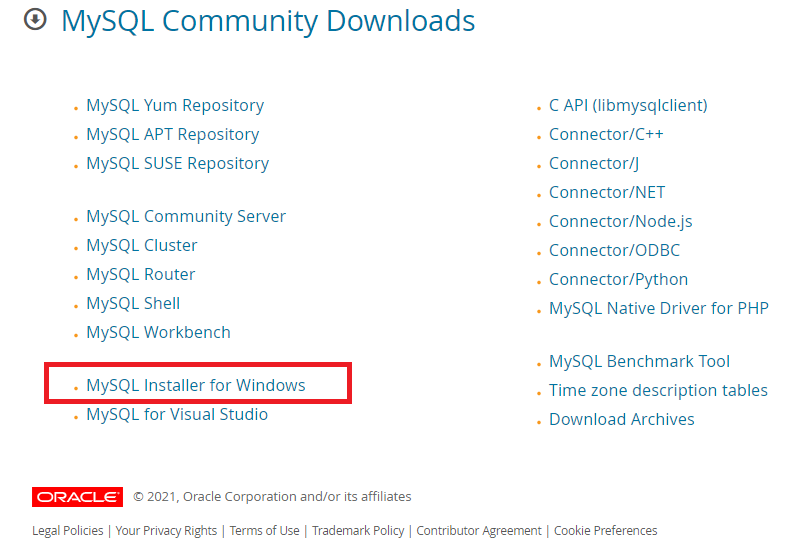 MySQL Community Downloads
MySQL Yum Repository
MySQL APT Repository
MySQL SUSE Repository
MySQL Community Server
MySQL Cluster
MySQL Router
MySQL Shell
MySQL Workbench
MySQL Installer for Windows
MySQL for Visual Studio
C API (libmysqlclient)
Connector/C++
Connector/J
Connector/NET
Connector/Node.js
Connector/ODBC
Connector/Python
MySQL Native Driver for PHP
MySQL Benchmark Tool
Time zone description tables
Download Archives
ORACLE © 2021, Oracle Corporation and/or its affiliates
Legal Policies | Your Privacy Rights | Terms of Use | Trademark Policy | Contributor Agreement | Cookie Preferences